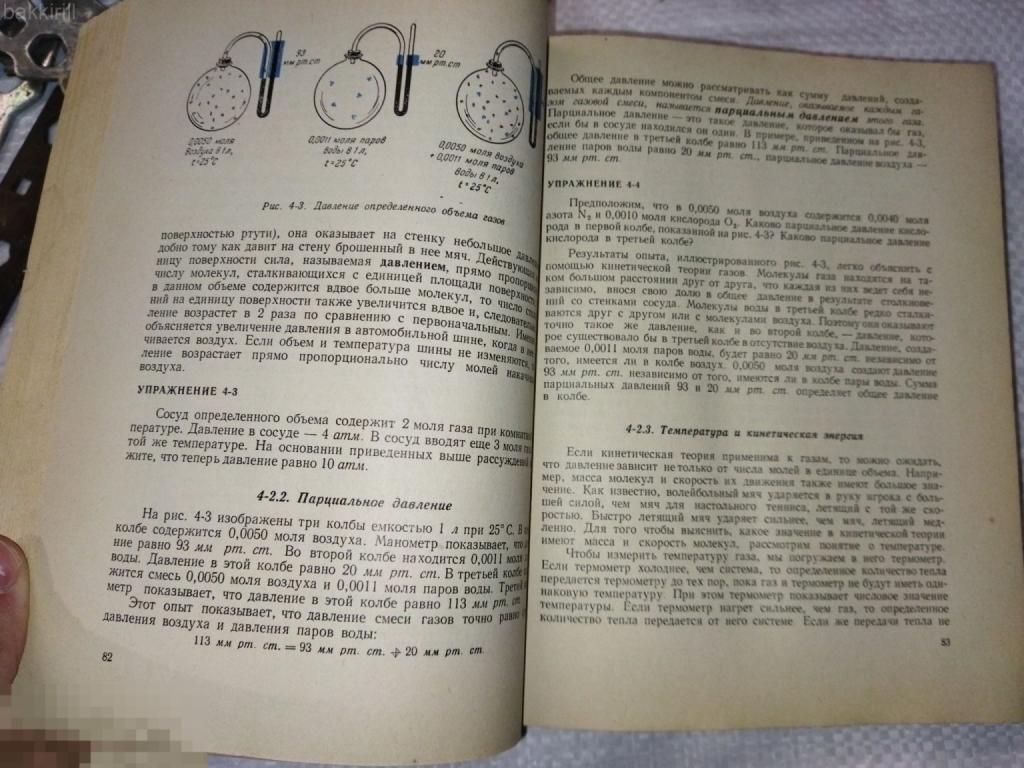 bakkirill
93
мм рт.ст
20
мм рт.ст
0,0050 моля
воздуха в 1 л,
t=25°C
0,0011 моля паров
воды в 1 л,
t=25°C
0,0050 моля воздуха
+ 0,0011 моля паров
воды в 1 л,
t=25°C
Рис. 4-3. Давление определенного объема газов
поверхностью ртути), она оказывает на стенку небольшое
добно тому как давит на стену брошенный в нее мяч. Действующая
ницу поверхности сила, называемая давлением, прямо
числу молекул, сталкивающихся с единицей площади
в данном объеме содержится вдвое больше молекул, то число
ний на единицу поверхности также увеличится вдвое и,
ление возрастет в 2 раза по сравнению с первоначальным.
объясняется увеличение давления в автомобильной шине, когда в
чивается воздух. Если объем и температура шины не изменяются,
ление возрастает прямо пропорционально числу молей
воздуха.
УПРАЖНЕНИЕ 4-3
Сосуд определенного объема содержит 2 моля газа при
пературе. Давление в сосуде — 4 атм. В сосуд вводят еще 3 моля
той же температуре. На основании приведенных выше рассуждений
жите, что теперь давление равно 10 атм.
4-2.2. Парциальное давление
На рис. 4-3 изображены три колбы емкостью 1 л при 25°C. В
колбе содержится 0,0050 моля воздуха. Манометр показывает, что
ние равно 93 мм рт. ст. Во второй колбе находится 0,0011 моля
воды. Давление в этой колбе равно 20 мм рт. ст. В третьей колбе
жится смесь 0,0050 моля воздуха и 0,0011 моля паров воды. Третий
метр показывает, что давление в этой колбе равно 113 мм рт. ст.
Этот опыт показывает, что давление смеси газов точно равно
давления воздуха и давления паров воды:
113 мм рт. ст. = 93 мм рт. ст. + 20 мм рт. ст.
82
Общее давление можно рассматривать как сумму давлений, созда-
ваемых каждым компонентом смеси. Давление, оказываемое каждым га-
зом газовой смеси, называется парциальным давлением этого газа.
Парциальное давление — это такое давление, которое оказывал бы газ,
если бы в сосуде находился он один. В примере, приведенном на рис. 4-3,
общее давление в третьей колбе равно 113 мм рт. ст. Парциальное дав-
ление паров воды равно 20 мм рт. ст., парциальное давление воздуха —
93 мм рт. ст.
УПРАЖНЕНИЕ 4-4
Предположим, что в 0,0050 моля воздуха содержится 0,0040 моля
азота N₂ и 0,0010 моля кислорода O₂. Каково парциальное давление кисло-
рода в первой колбе, показанной на рис. 4-3? Каково парциальное давление
кислорода в третьей колбе?
Результаты опыта, иллюстрированного рис. 4-3, легко объяснить с
помощью кинетической теории газов. Молекулы газа находятся на та-
ком большом расстоянии друг от друга, что каждая из них ведет себя не-
зависимо, внося свою долю в общее давление в результате столкнове-
ний со стенками сосуда. Молекулы воды в третьей колбе редко сталки-
ваются друг с другом или с молекулами воздуха. Поэтому они оказывают
точно такое же давление, как и во второй колбе, — давление, кото-
рое существовало бы в третьей колбе в отсутствие воздуха. Давление, созда-
ваемое 0,0011 моля паров воды, будет равно 20 мм рт. ст. независимо от
того, имеется ли в колбе воздух. 0,0050 моля воздуха создают давление
93 мм рт. ст. независимо от того, имеются ли в колбе пары воды. Сумма
парциальных давлений 93 и 20 мм рт. ст. определяет общее давление
в колбе.
4-2.3. Температура и кинетическая энергия
Если кинетическая теория применима к газам, то можно ожидать,
что давление зависит не только от числа молей в единице объема. Напри-
мер, масса молекул и скорость их движения также имеют большое зна-
чение. Как известно, волейбольный мяч ударяется в руку игрока с боль-
шей силой, чем мяч для настольного тенниса, летящий с той же ско-
ростью. Быстро летящий мяч ударяет сильнее, чем мяч, летящий мед-
ленно. Для того чтобы выяснить, какое значение в кинетической теории
имеют масса и скорость молекул, рассмотрим понятие о температуре.
Чтобы измерить температуру газа, мы погружаем в него термометр.
Если термометр холоднее, чем система, то определенное количество тепла
передается термометру до тех пор, пока газ и термометр не будут иметь оди-
наковую температуру. При этом термометр показывает числовое значение
температуры. Если термометр нагрет сильнее, чем газ, то определенное
количество тепла передается от него системе. Если же передачи тепла не
83